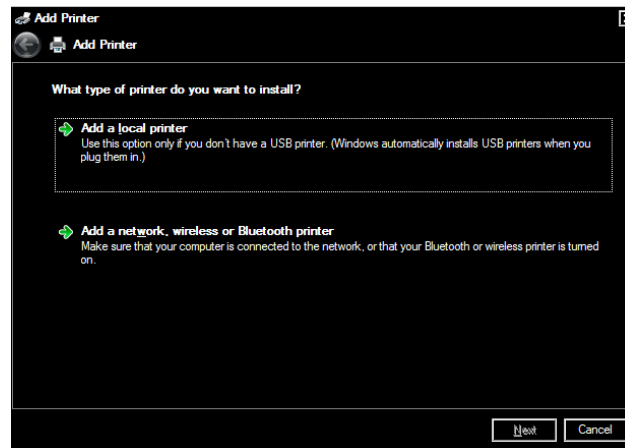 Add Printer
Add Printer
What type of printer do you want to install?
Add a local printer
Use this option only if you don't have a USB printer. (Windows automatically installs USB printers when you
plug them in.)
Add a network, wireless or Bluetooth printer
Make sure that your computer is connected to the network, or that your Bluetooth or wireless printer is turned
on.
Next Cancel